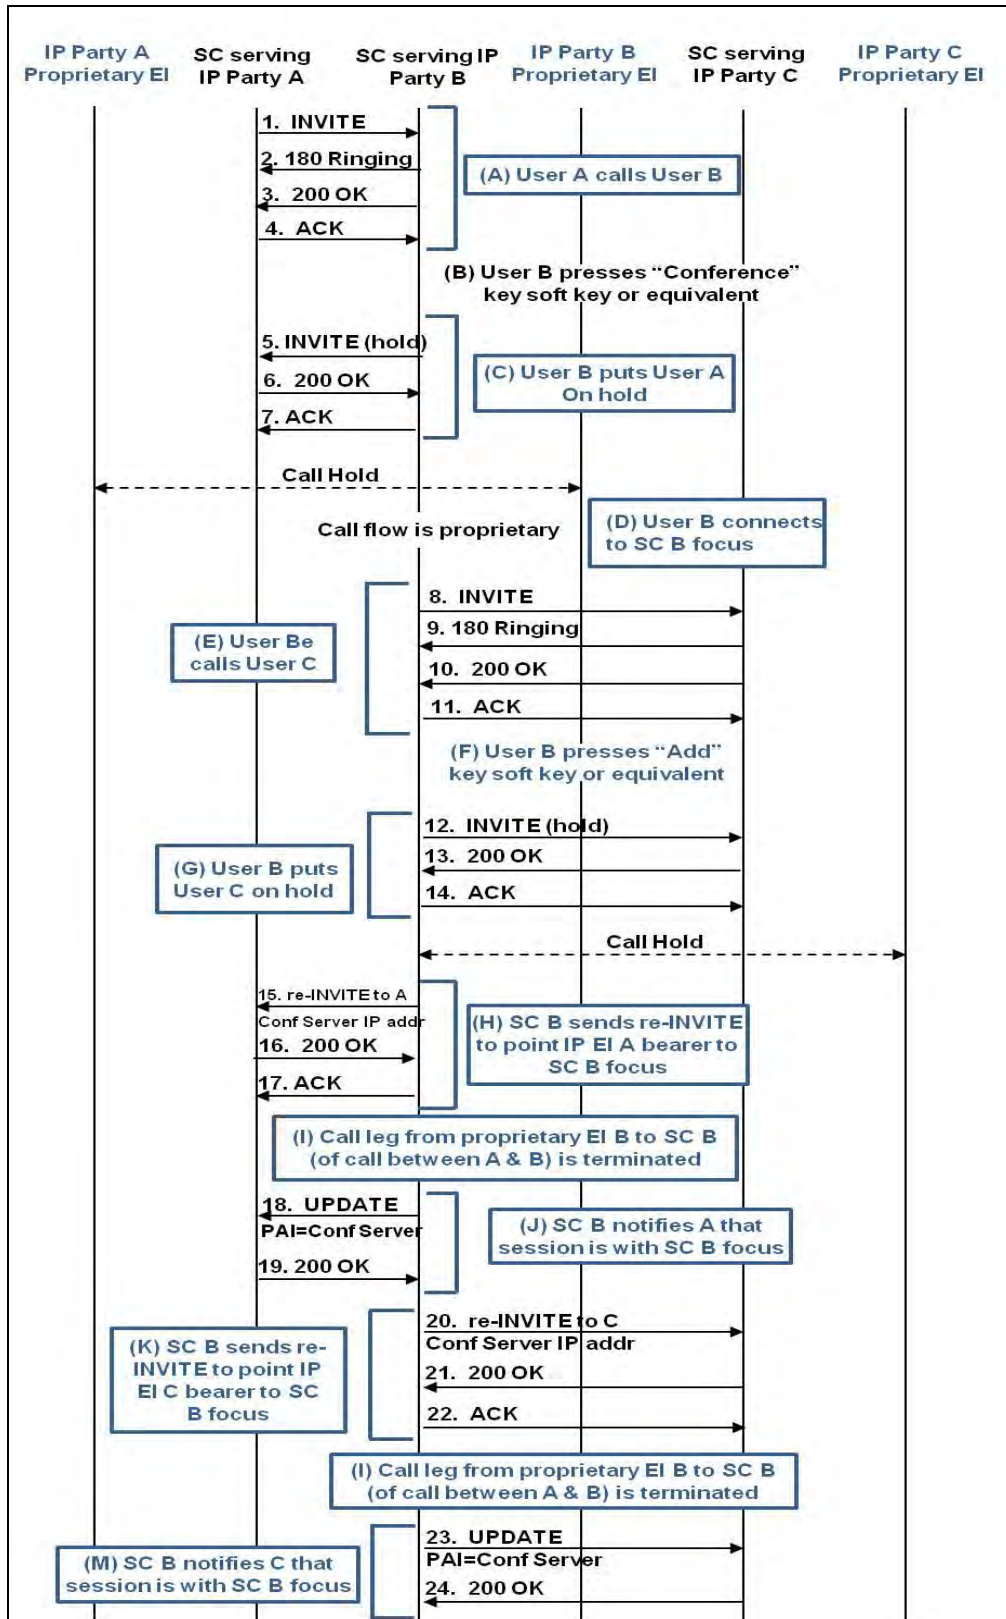 IP Party A
Proprietary EI
SC serving
IP Party A
SC serving IP
Party B
IP Party B
Proprietary EI
SC serving
IP Party C
IP Party C
Proprietary EI
1. INVITE
2. 180 Ringing
3. 200 OK
4. ACK
(A) User A calls User B
(B) User B presses “Conference”
key soft key or equivalent
5. INVITE (hold)
6. 200 OK
7. ACK
(C) User B puts User A
On hold
Call Hold
Call flow is proprietary
(D) User B connects
to SC B focus
8. INVITE
9. 180 Ringing
10. 200 OK
11. ACK
(E) User Be
calls User C
(F) User B presses “Add”
key soft key or equivalent
12. INVITE (hold)
13. 200 OK
14. ACK
(G) User B puts
User C on hold
Call Hold
15. re-INVITE to A
Conf Server IP addr
16. 200 OK
17. ACK
(H) SC B sends re-INVITE
to point IP EI A bearer to
SC B focus
(I) Call leg from proprietary EI B to SC B
(of call between A & B) is terminated
18. UPDATE
PAI=Conf Server
19. 200 OK
(J) SC B notifies A that
session is with SC B focus
20. re-INVITE to C
Conf Server IP addr
21. 200 OK
22. ACK
(K) SC B sends re-
INVITE to point IP
EI C bearer to SC
B focus
(I) Call leg from proprietary EI B to SC B
(of call between A & B) is terminated
23. UPDATE
PAI=Conf Server
24. 200 OK
(M) SC B notifies C that
session is with SC B focus